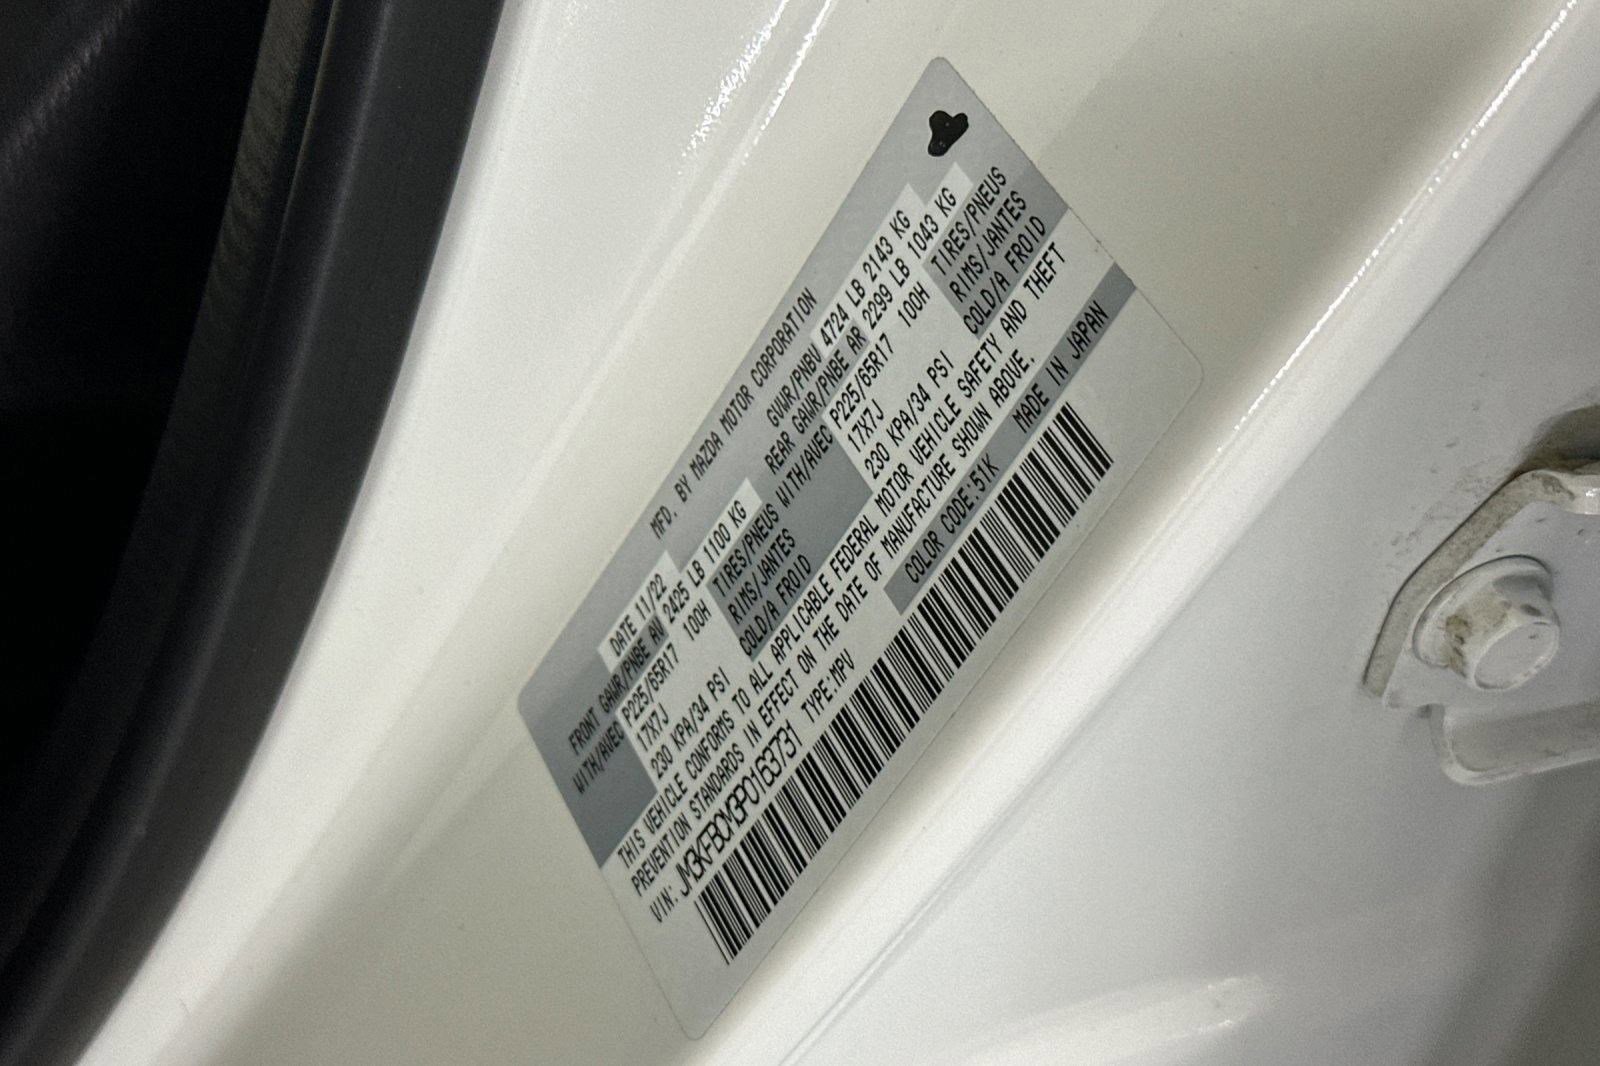 MFD. BY MAZDA MOTOR CORPORATION
DATE 11/22 GVWR/PNBV 4724 LB 2143 KG
FRONT GAWR/PNBE AV 2425 LB 1100 KG REAR GAWR/PNBE AR 2299 LB 1043 KG
WITH/AVEC P225/65R17 100H TIRES/PNEUS WITH/AVEC P225/65R17 100H TIRES/PNEUS
17X7J RIMS/JANTES 17X7J RIMS/JANTES
230 KPA/34 PSI COLD/A FROID 230 KPA/34 PSI COLD/A FROID
THIS VEHICLE CONFORMS TO ALL APPLICABLE FEDERAL MOTOR VEHICLE SAFETY AND THEFT
PREVENTION STANDARDS IN EFFECT ON THE DATE OF MANUFACTURE SHOWN ABOVE.
VIN: JM3KFBCM3P0163731 TYPE:MPV COLOR CODE:51K MADE IN JAPAN